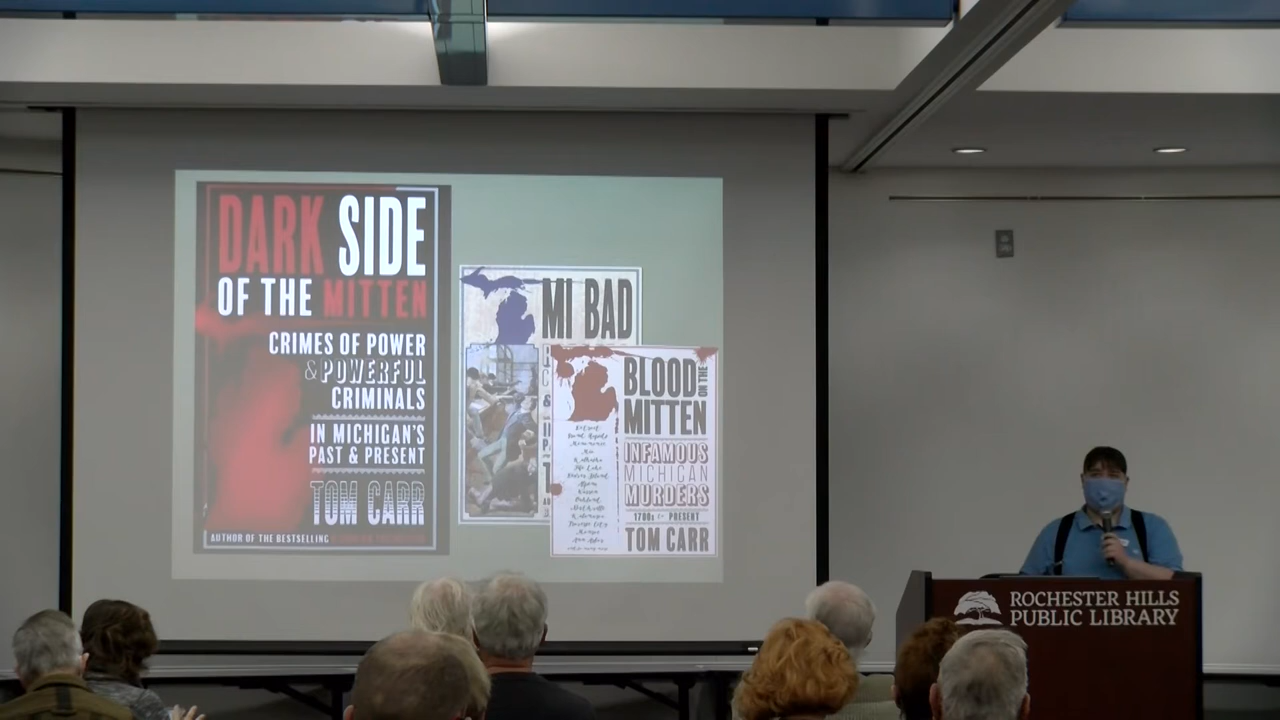 DARK SIDE
OF THE MITTEN
CRIMES OF POWER
& POWERFUL
CRIMINALS
IN MICHIGAN'S
PAST & PRESENT
TOM CARR
AUTHOR OF THE BESTSELLING
MI BAD
BLOOD ON THE
MITTEN
INFAMOUS
MICHIGAN
MURDERS
1700s PRESENT
TOM CARR
ROCHESTER HILLS
PUBLIC LIBRARY